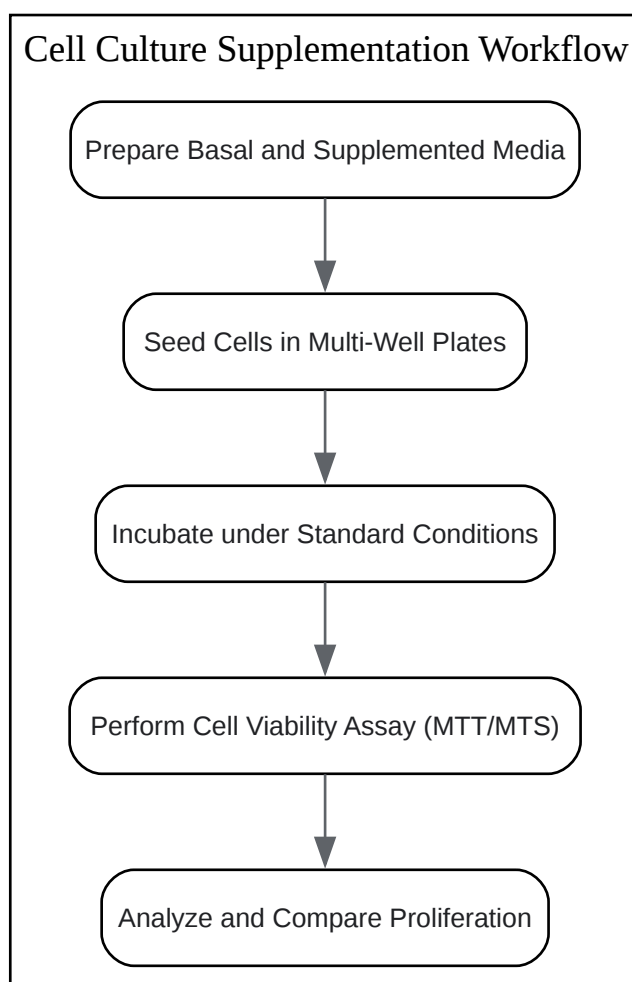 Cell Culture Supplementation Workflow
Prepare Basal and Supplemented Media
Seed Cells in Multi-Well Plates
Incubate under Standard Conditions
Perform Cell Viability Assay (MTT/MTS)
Analyze and Compare Proliferation